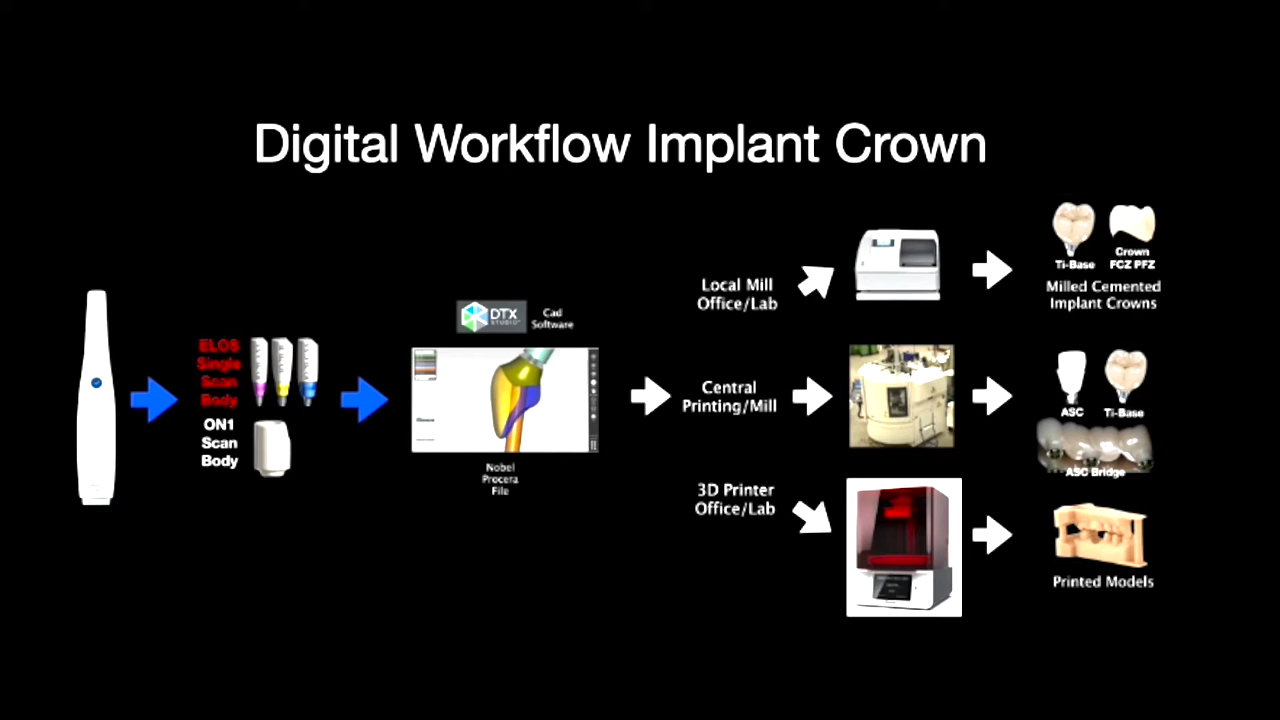 Digital Workflow Implant Crown
ELOS
Single
Scan
Body
ON1
Scan
Body
DTX
STUDIO
Cad
Software
Nobel
Procera
File
Local Mill
Office/Lab
Central
Printing/Mill
3D Printer
Office/Lab
Ti-Base
Crown
FCZ PFZ
Milled Cemented
Implant Crowns
ASC
Ti-Base
ASC Bridge
Printed Models